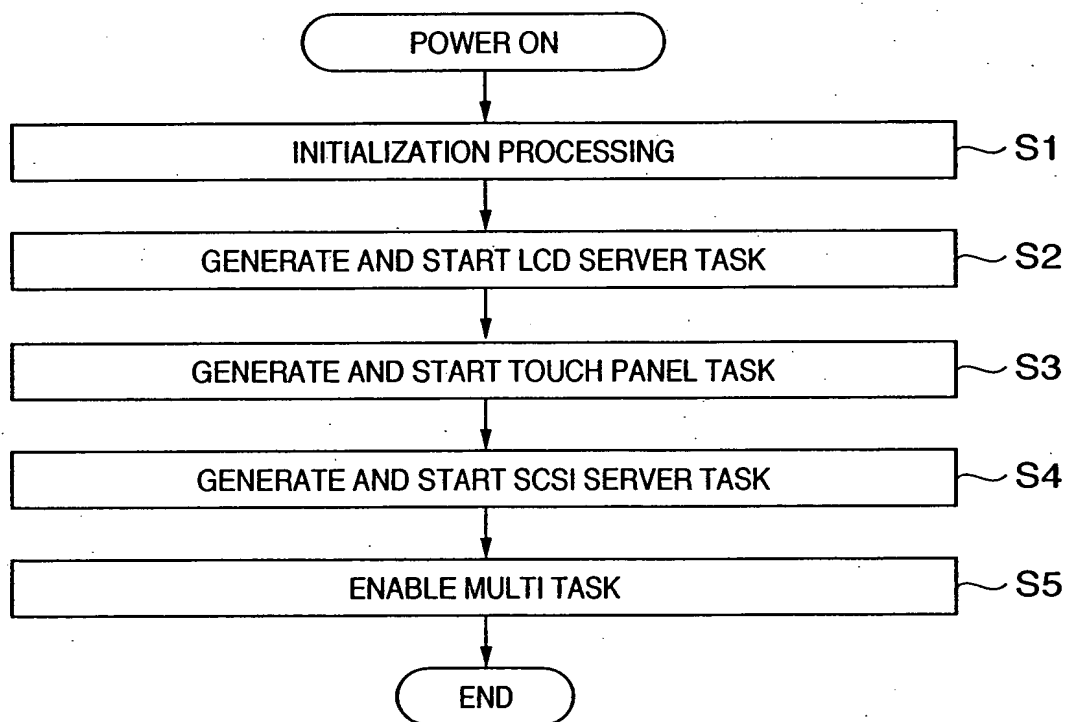 POWER ON
INITIALIZATION PROCESSING
S1
GENERATE AND START LCD SERVER TASK
S2
GENERATE AND START TOUCH PANEL TASK
S3
GENERATE AND START SCSI SERVER TASK
S4
ENABLE MULTI TASK
S5
END